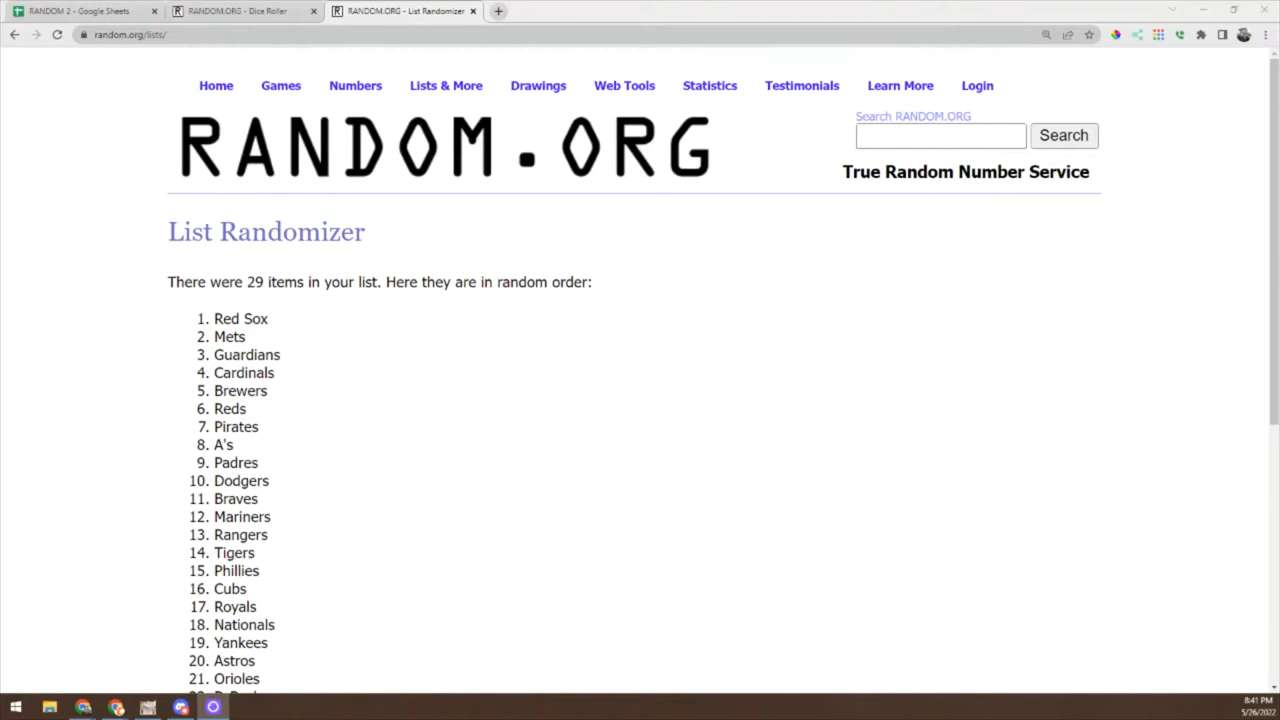 RANDOM 2 - Google Sheets
RANDOM.ORG - Dice Roller
RANDOM.ORG - List Randomizer
random.org/lists/
Home Games Numbers Lists & More Drawings Web Tools Statistics Testimonials Learn More Login
RANDOM.ORG
Search RANDOM.ORG
Search
True Random Number Service
List Randomizer
There were 29 items in your list. Here they are in random order:
1. Red Sox
2. Mets
3. Guardians
4. Cardinals
5. Brewers
6. Reds
7. Pirates
8. A's
9. Padres
10. Dodgers
11. Braves
12. Mariners
13. Rangers
14. Tigers
15. Phillies
16. Cubs
17. Royals
18. Nationals
19. Yankees
20. Astros
21. Orioles
8:41 PM
5/26/2022